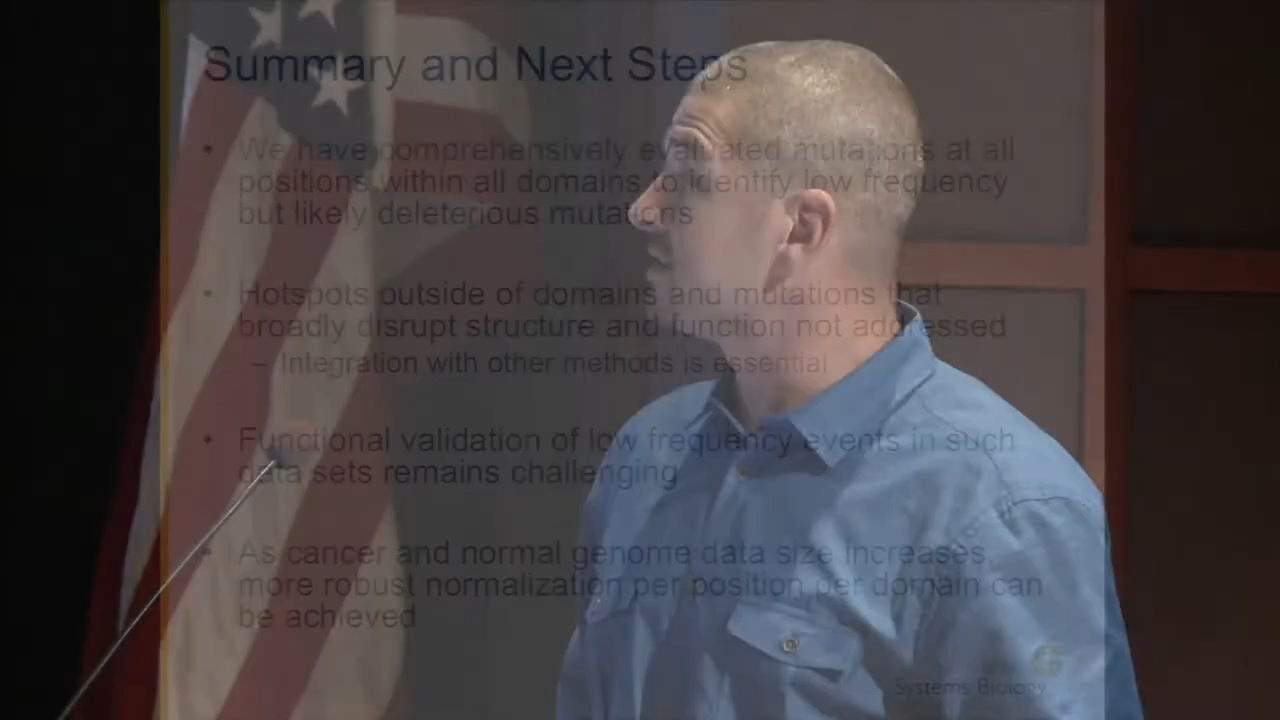 Summary and Next Steps
• We have comprehensively evaluated mutations at all
positions within all domains to identify low frequency
but likely deleterious mutations
• Hotspots outside of domains and mutations that
broadly disrupt structure and function not addressed
– Integration with other methods is essential
• Functional validation of low frequency events in such
data sets remains challenging
• As cancer and normal genome data size increases,
more robust normalization per position per domain can
be achieved
Systems Biology